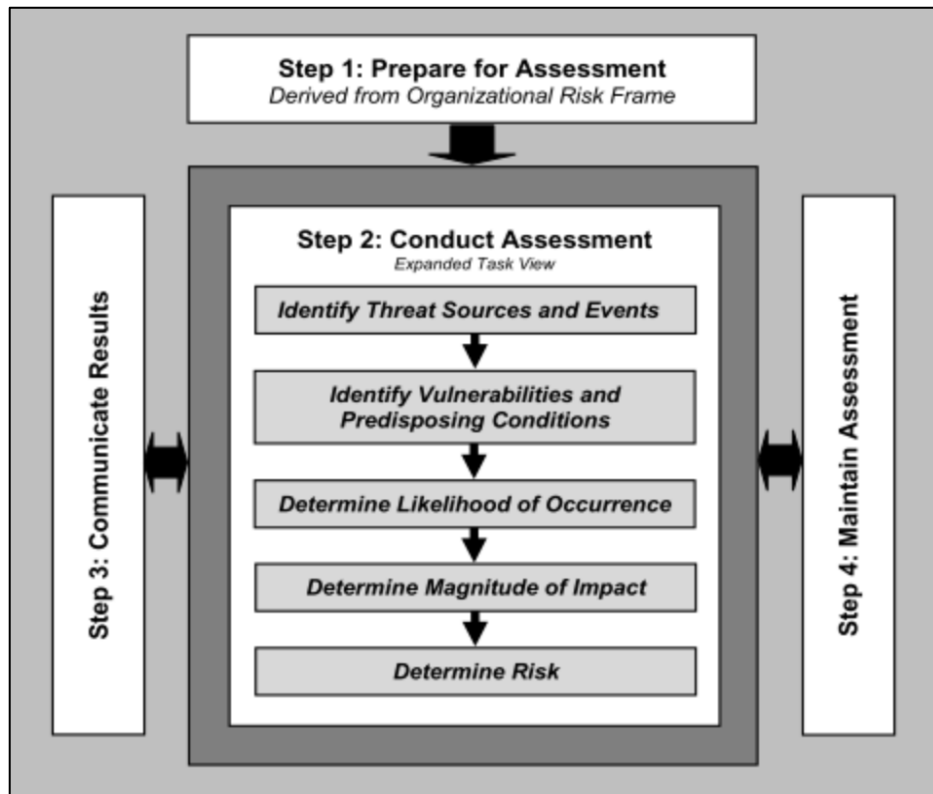 Step 1: Prepare for Assessment
Derived from Organizational Risk Frame
Step 2: Conduct Assessment
Expanded Task View
Identify Threat Sources and Events
Identify Vulnerabilities and
Predisposing Conditions
Determine Likelihood of Occurrence
Determine Magnitude of Impact
Determine Risk
Step 3: Communicate Results
Step 4: Maintain Assessment